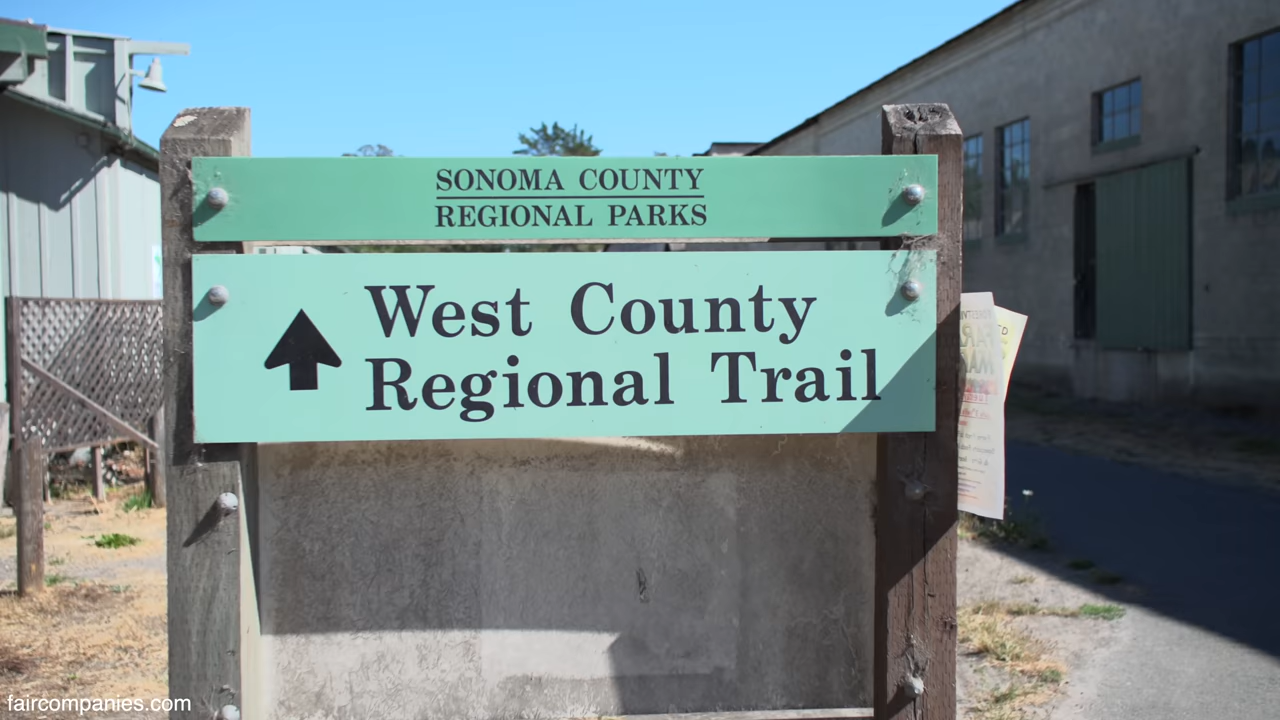 SONOMA COUNTY
REGIONAL PARKS
West County
Regional Trail
faircompanies.com